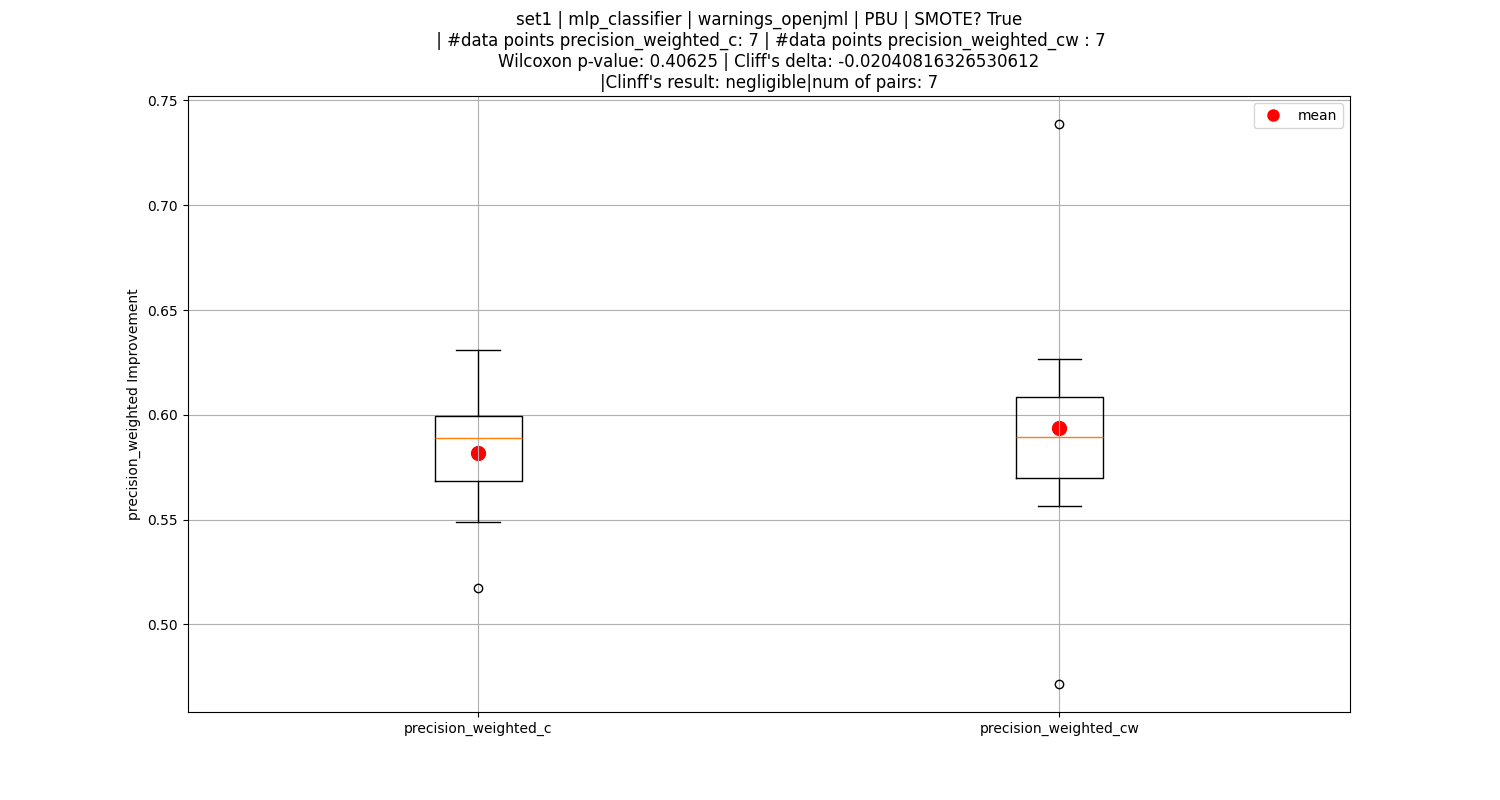 set1 | mlp_classifier | warnings_openjml | PBU | SMOTE? True
| #data points precision_weighted_c: 7 | #data points precision_weighted_cw : 7
Wilcoxon p-value: 0.40625 | Cliff's delta: -0.02040816326530612
|Clinff's result: negligible|num of pairs: 7
mean
precision_weighted Improvement
0.75
0.70
0.65
0.60
0.55
0.50
precision_weighted_c
precision_weighted_cw